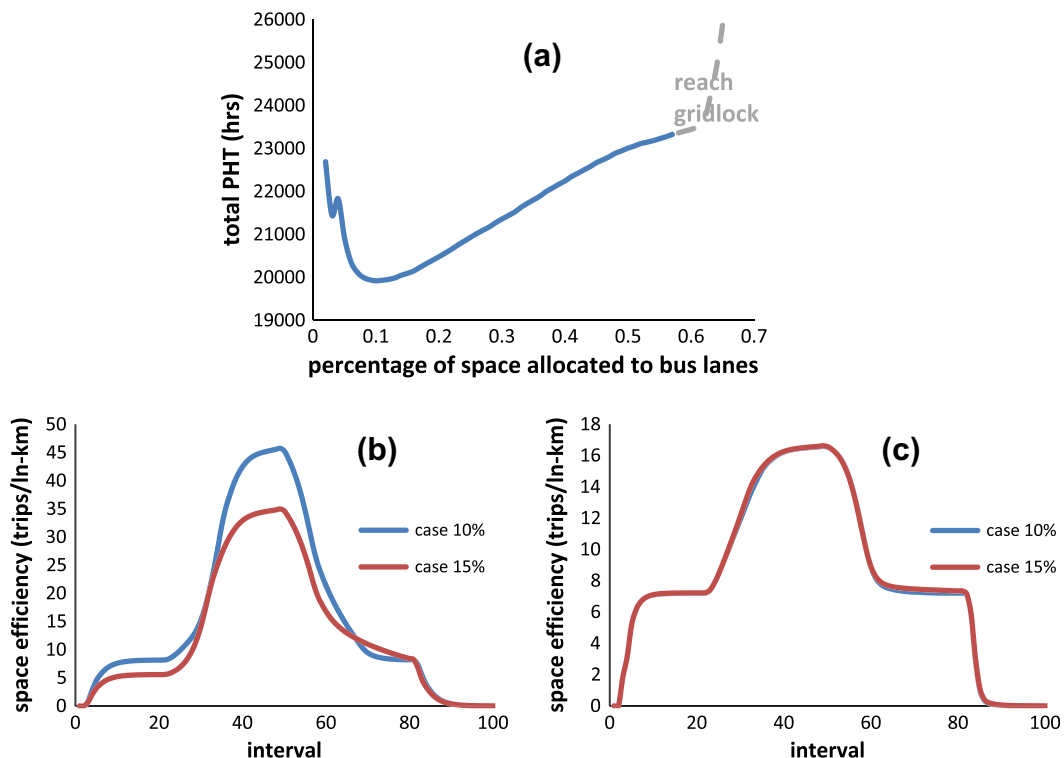 (a)
26000
25000
24000
23000
22000
21000
20000
19000
total PHT (hrs)
reach
gridlock
0 0.1 0.2 0.3 0.4 0.5 0.6 0.7
percentage of space allocated to bus lanes
(b)
50
45
40
35
30
25
20
15
10
5
0
space efficiency (trips/ln-km)
case 10%
case 15%
0 20 40 60 80 100
interval
(c)
18
16
14
12
10
8
6
4
2
0
space efficiency (trips/ln-km)
case 10%
case 15%
0 20 40 60 80 100
interval